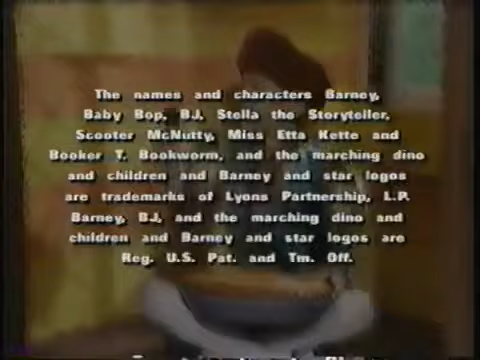 The names and characters Barney,
Baby Bop, BJ, Stella the Storyteller,
Scooter McNutty, Miss Etta Kette and
Booker T. Bookworm, and the marching dino
and children and Barney and star logos
are trademarks of Lyons Partnership, L.P.
Barney, BJ, and the marching dino and
children and Barney and star logos are
Reg. U.S. Pat. and Tm. Off.